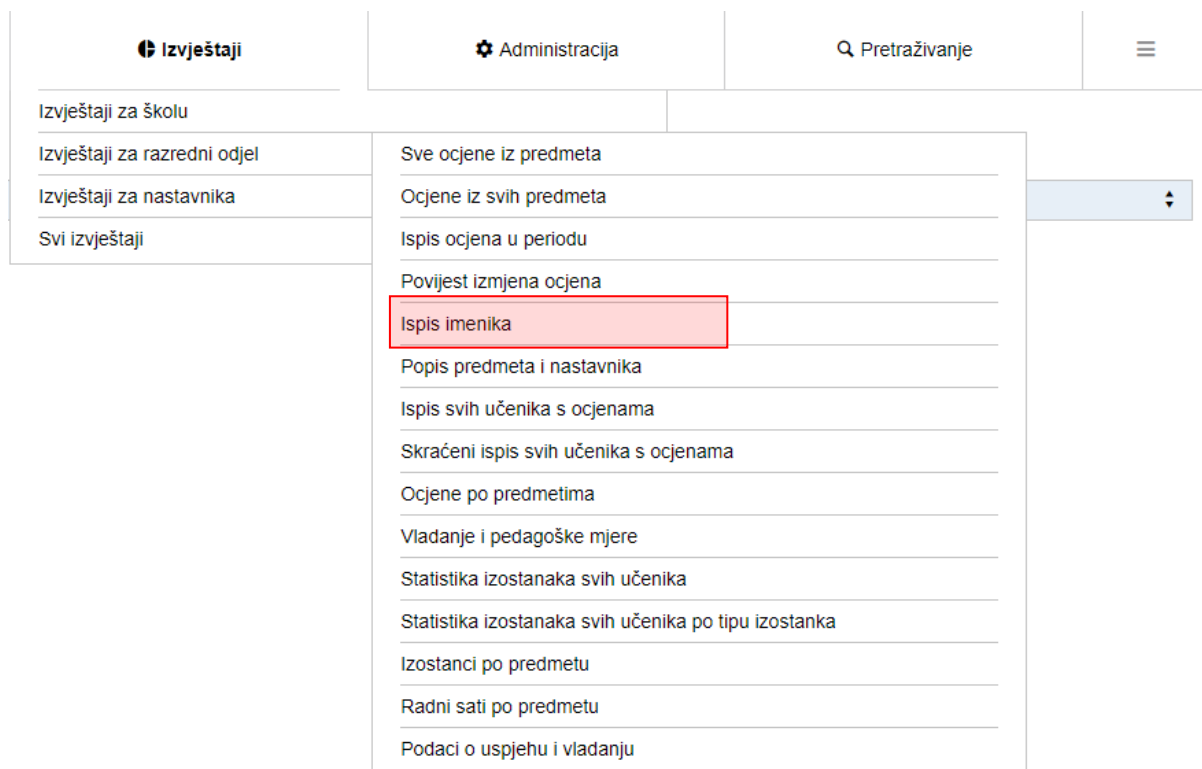 Izvještaji
Administracija
Pretraživanje
Izvještaji za školu
Izvještaji za razredni odjel
Izvještaji za nastavnika
Svi izvještaji
Sve ocjene iz predmeta
Ocjene iz svih predmeta
Ispis ocjena u periodu
Povijest izmjena ocjena
Ispis imenika
Popis predmeta i nastavnika
Ispis svih učenika s ocjenama
Skraćeni ispis svih učenika s ocjenama
Ocjene po predmetima
Vladanje i pedagoške mjere
Statistika izostanaka svih učenika
Statistika izostanaka svih učenika po tipu izostanka
Izostanci po predmetu
Radni sati po predmetu
Podaci o uspjehu i vladanju